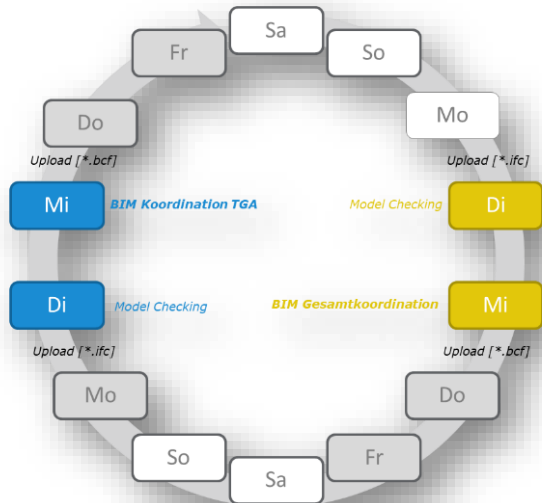 Sa
Fr
So
Do
Mo
Upload [*.bcf]
Upload [*.ifc]
Mi
BIM Koordination TGA
Model Checking
Di
Di
Model Checking
BIM Gesamtkoordination
Mi
Upload [*.ifc]
Upload [*.bcf]
Mo
Do
So
Fr
Sa